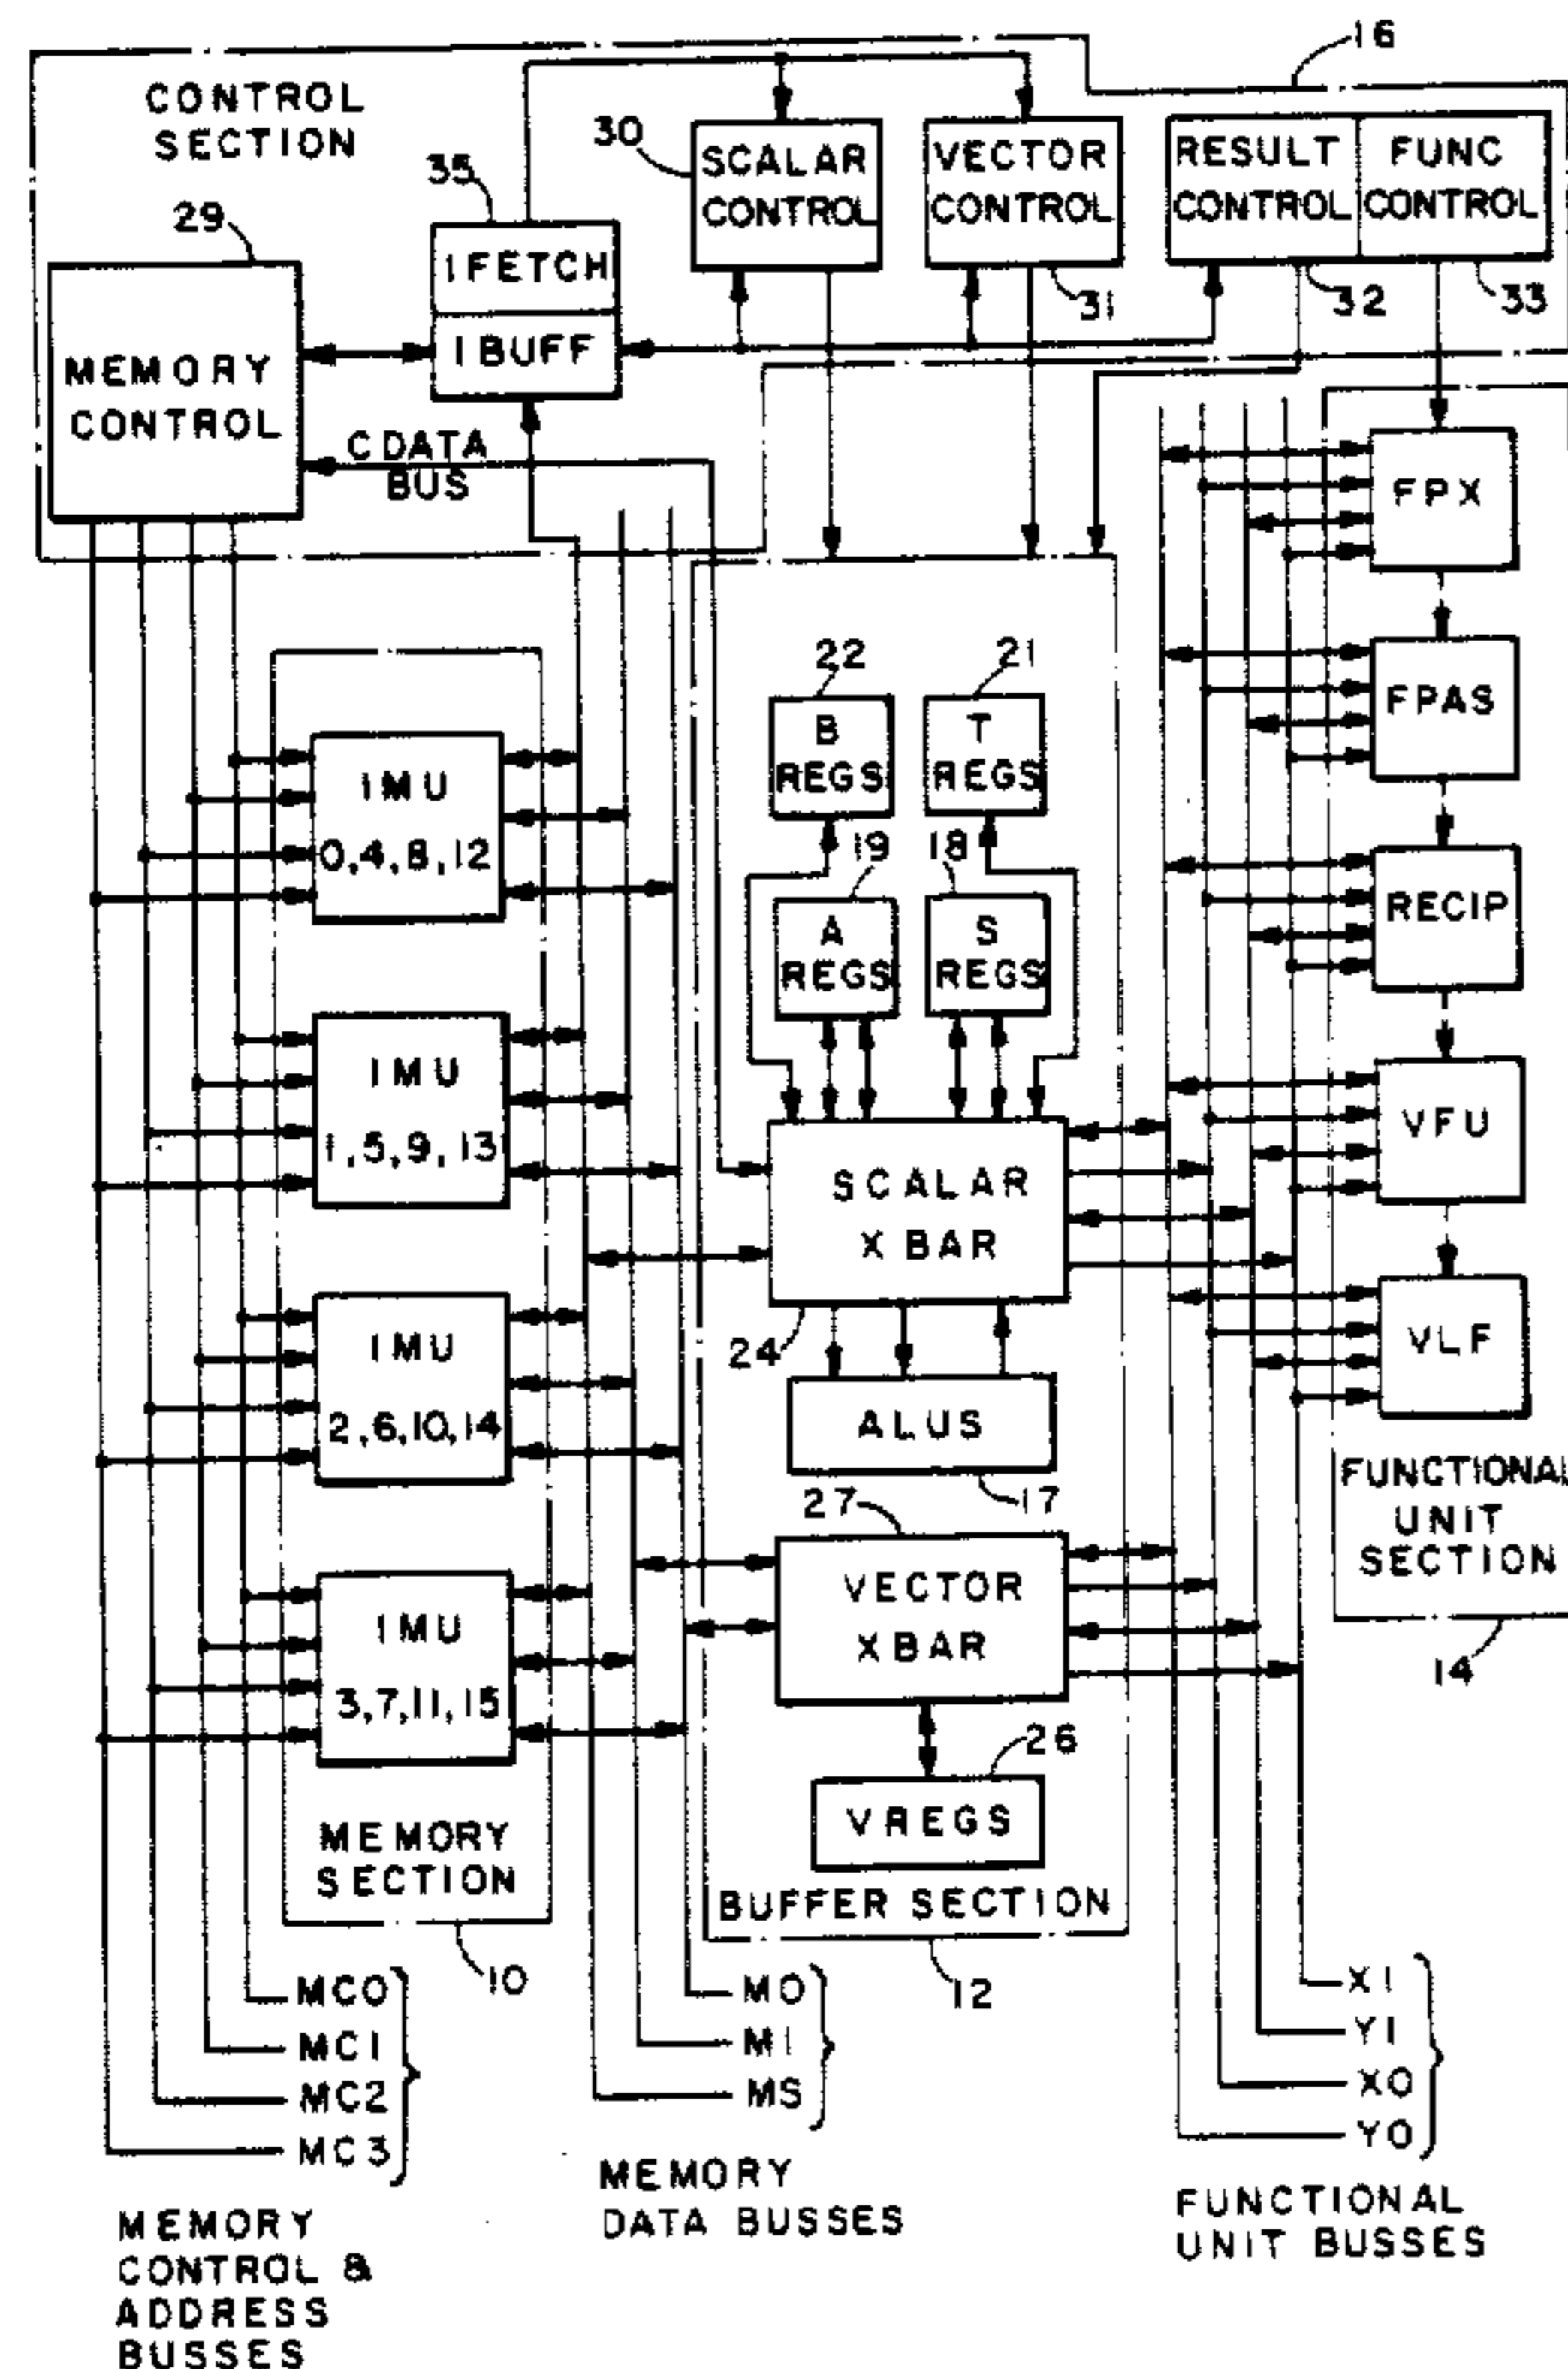 16
CONTROL
SECTION
30
SCALAR
CONTROL
VECTOR
CONTROL
RESULT
CONTROL
FUNC
CONTROL
35
29
I FETCH
I BUFF
31
32
33
MEMORY
CONTROL
C DATA
BUS
FPX
22
21
B
REGS
T
REGS
FPAS
IMU
0,4,8,12
19
18
A
REGS
S
REGS
RECIP
IMU
1,5,9,13
VFU
SCALAR
X BAR
IMU
2,6,10,14
24
VLF
ALUS
17
27
FUNCTIONAL
UNIT
SECTION
14
IMU
3,7,11,15
VECTOR
XBAR
26
VREGS
MEMORY
SECTION
10
BUFFER SECTION
12
MC0
MC1
MC2
MC3
M0
M1
MS
X1
Y1
X0
Y0
MEMORY
CONTROL &
ADDRESS
BUSSES
MEMORY
DATA BUSSES
FUNCTIONAL
UNIT BUSSES